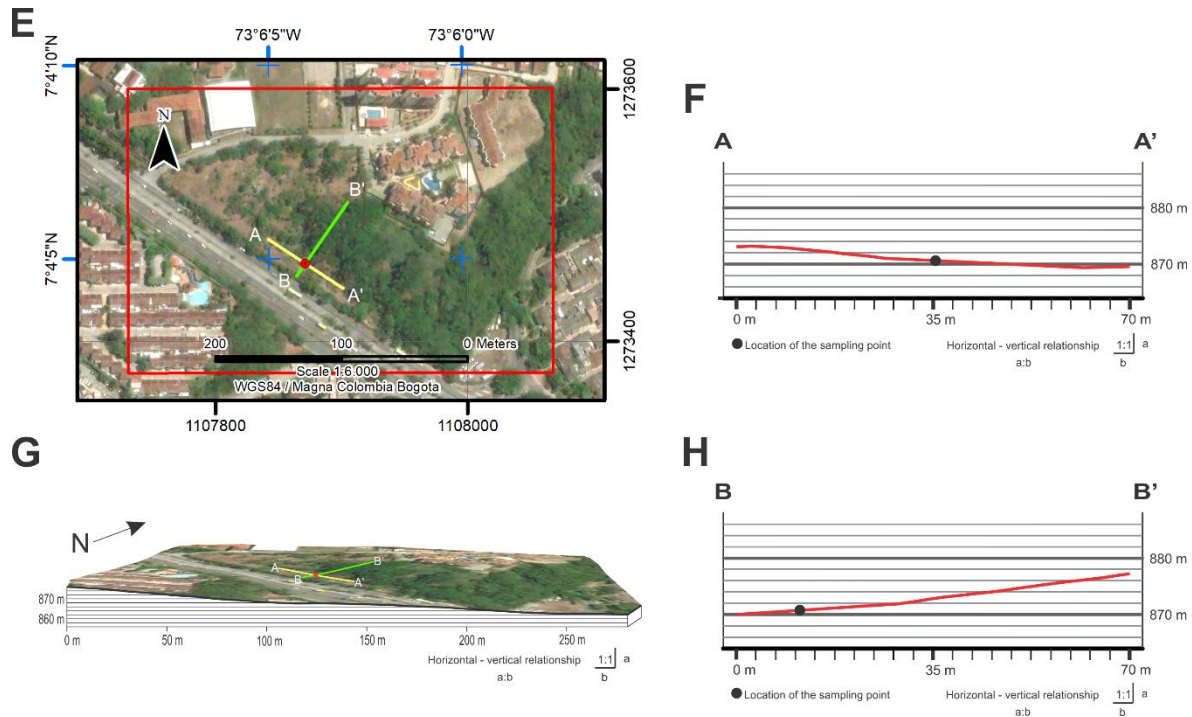 E
73°6'5"W 73°6'0"W
7°4'10"N
1273600
N
B'
A
7°4'5"N
B
A'
200 100 0 Meters
1273400
Scale 1:6.000
WGS84 / Magna Colombia Bogota
1107800 1108000
F
A A'
880 m
870 m
0 m 35 m 70 m
Location of the sampling point Horizontal - vertical relationship 1:1 a
a:b b
G
N
A B'
B A'
870 m
860 m
0 m 50 m 100 m 150 m 200 m 250 m
Horizontal - vertical relationship 1:1 a
a:b b
H
B B'
880 m
870 m
0 m 35 m 70 m
Location of the sampling point Horizontal - vertical relationship 1:1 a
a:b b